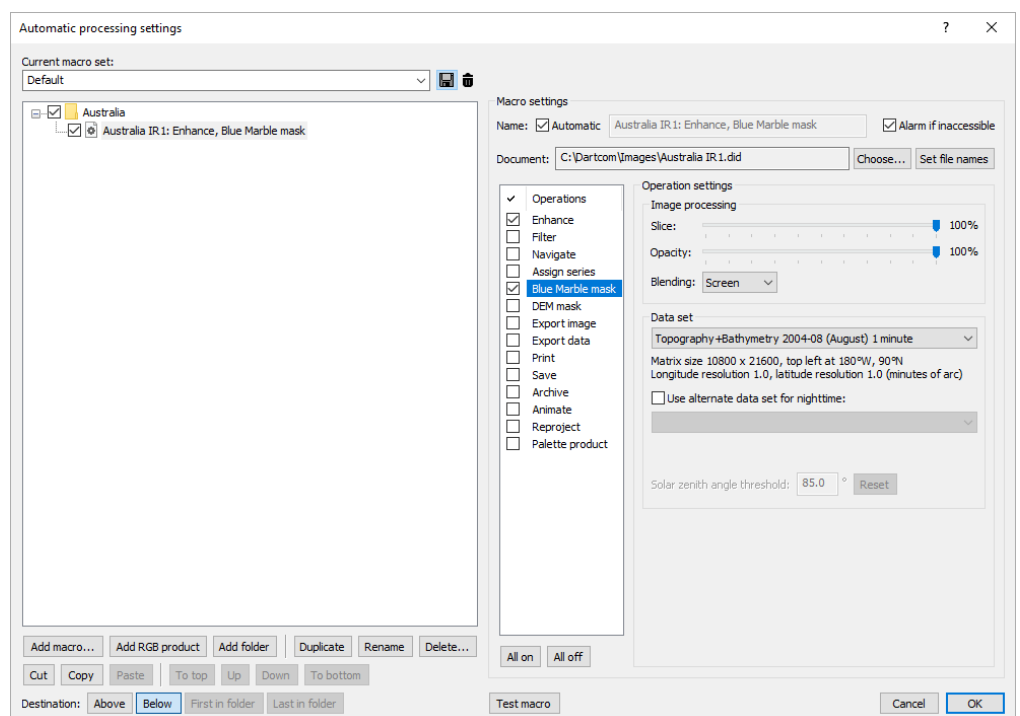 Automatic processing settings ?
Current macro set:
Default
Australia
Australia IR1: Enhance, Blue Marble mask
Add macro... Add RGB product Add folder Duplicate Rename Delete...
Cut Copy Paste To top Up Down To bottom
Destination: Above Below First in folder Last in folder
Macro settings
Name: Automatic Australia IR1: Enhance, Blue Marble mask Alarm if inaccessible
Document: C:\Dartcom\Images\Australia IR1.did Choose... Set file names
Operations
Enhance
Filter
Navigate
Assign series
Blue Marble mask
DEM mask
Export image
Export data
Print
Save
Archive
Animate
Reproject
Palette product
All on All off
Operation settings
Image processing
Slice: 100%
Opacity: 100%
Blending: Screen
Data set
Topography+Bathymetry 2004-08 (August) 1 minute
Matrix size 10800 x 21600, top left at 180°W, 90°N
Longitude resolution 1.0, latitude resolution 1.0 (minutes of arc)
Use alternate data set for nighttime:
Solar zenith angle threshold: 85.0 ° Reset
Test macro Cancel OK